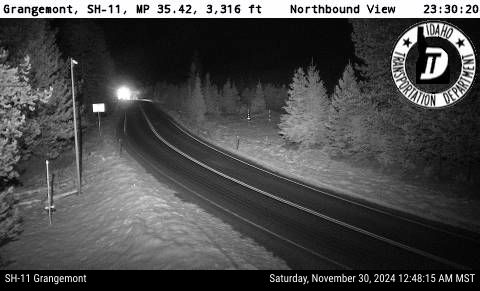 Grangemont, SH-11, MP 35.42, 3,316 ft Northbound View 23:30:20
IDAHO
TRANSPORTATION DEPARTMENT
SH-11 Grangemont Saturday, November 30, 2024 12:48:15 AM MST